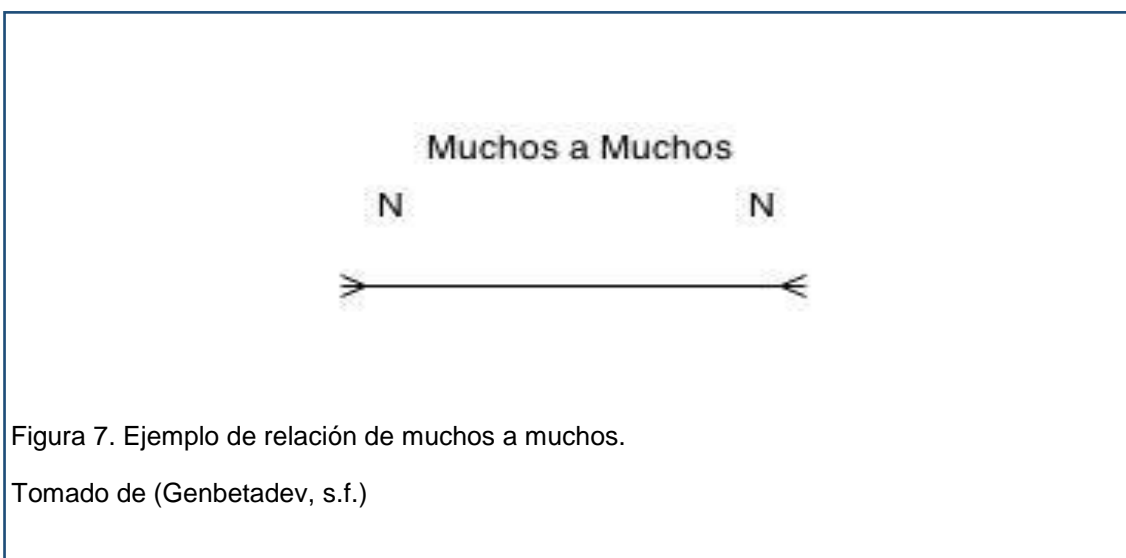 Muchos a Muchos
N N
Figura 7. Ejemplo de relación de muchos a muchos.
Tomado de (Genbetadev, s.f.)